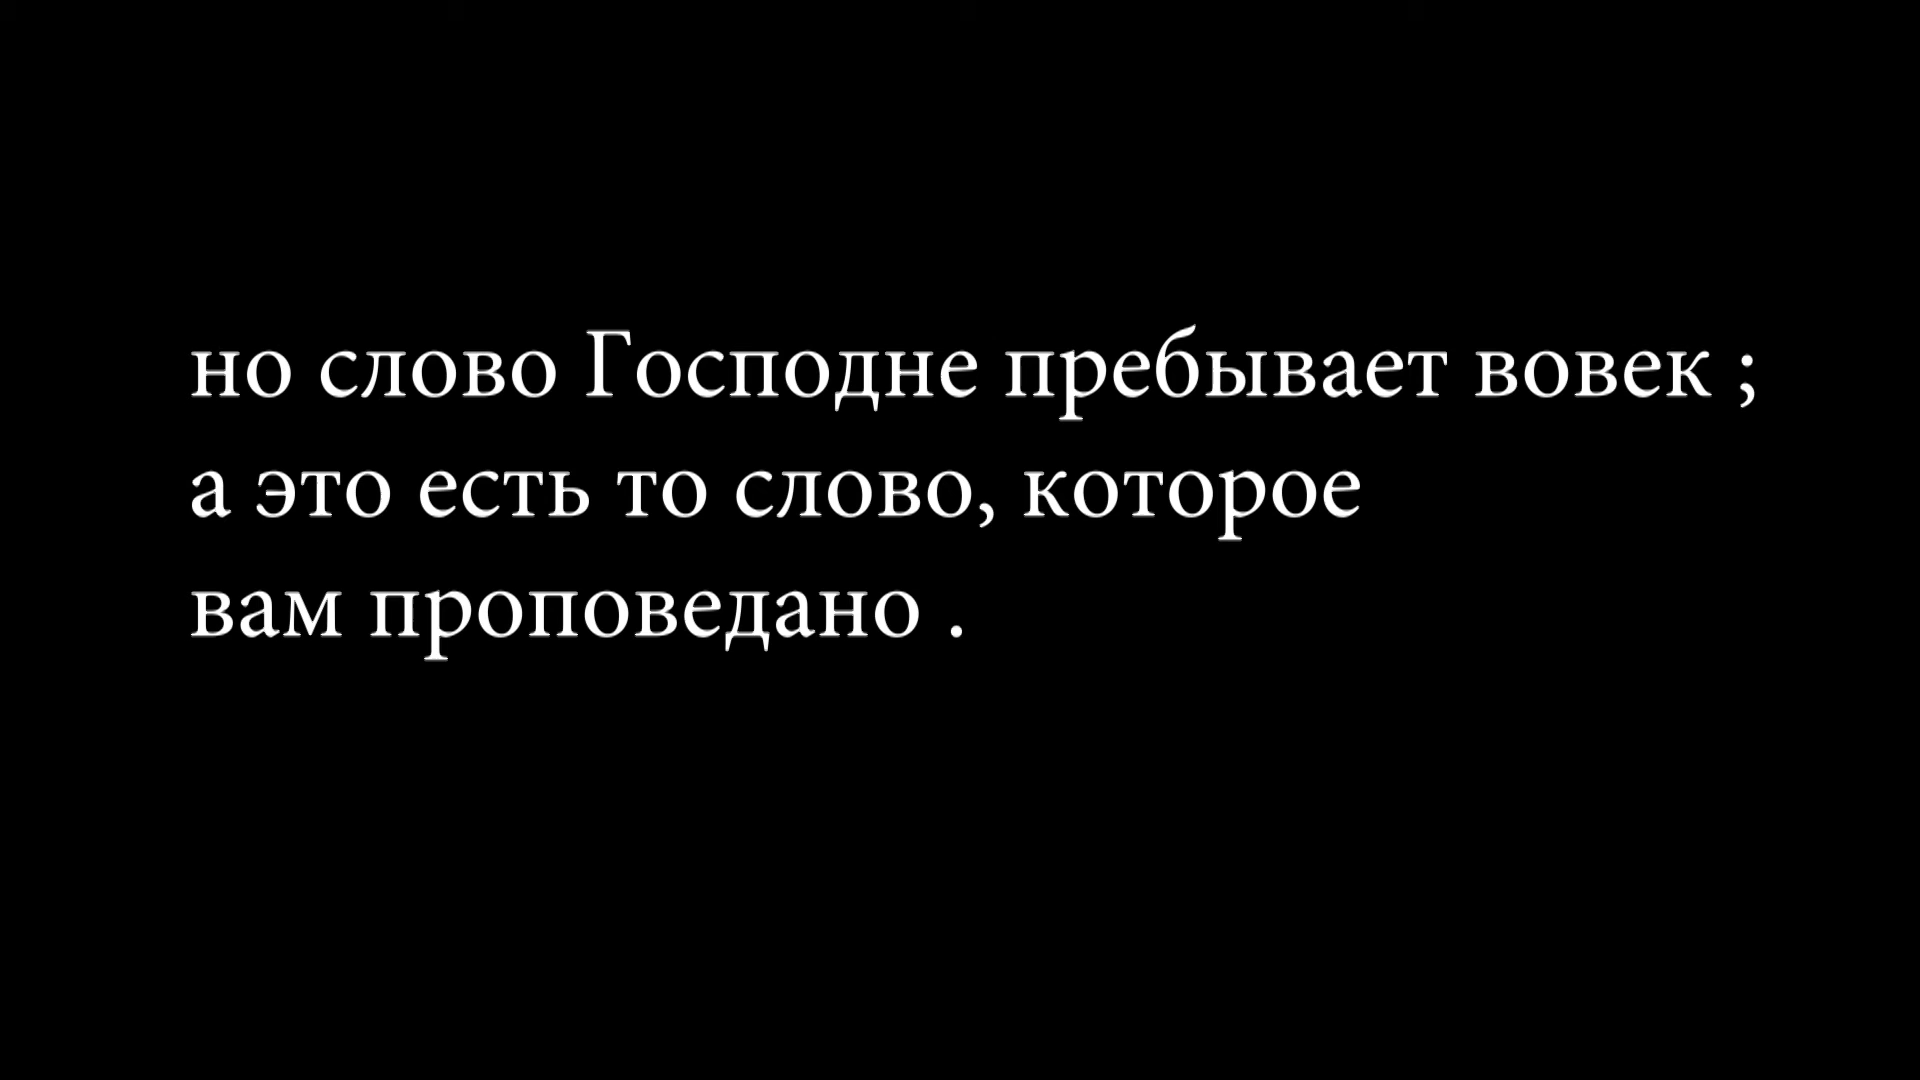 но слово Господне пребывает вовек ;
а это есть то слово, которое
вам проповедано .